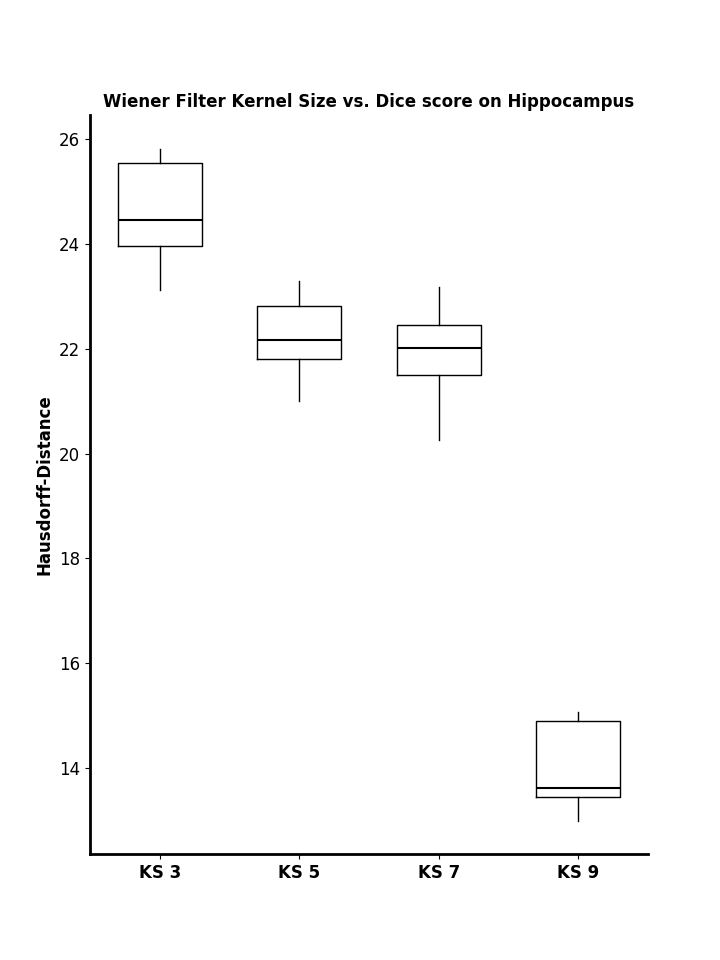 Wiener Filter Kernel Size vs. Dice score on Hippocampus
Hausdorff-Distance
26
24
22
20
18
16
14
KS 3 KS 5 KS 7 KS 9